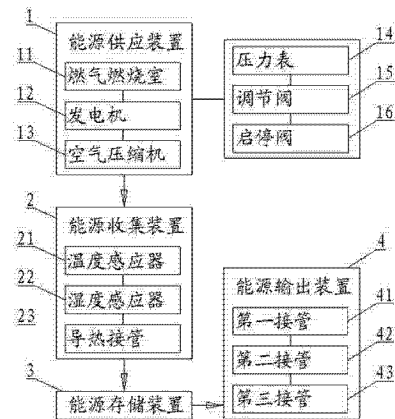 1
能源供应装置
11
燃气燃烧室
12
发电机
13
空气压缩机
14
压力表
15
调节阀
16
启停阀
2
能源收集装置
21
温度感应器
22
湿度感应器
23
导热接管
3
能源存储装置
4
能源输出装置
41
第一接管
42
第二接管
43
第三接管